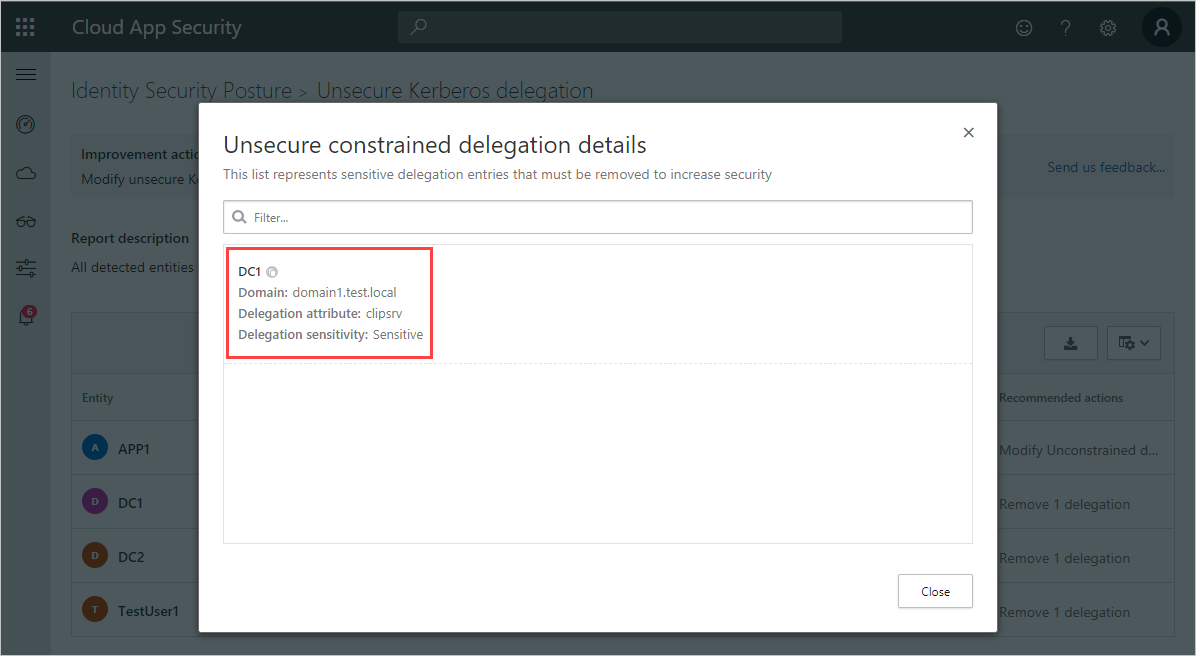 Cloud App Security
Identity Security Posture > Unsecure Kerberos delegation
Improvement actio
Modify unsecure Ke
Send us feedback...
Report description
All detected entities
6
Unsecure constrained delegation details
This list represents sensitive delegation entries that must be removed to increase security
Filter...
DC1
Domain: domain1.test.local
Delegation attribute: clipsrv
Delegation sensitivity: Sensitive
Close
Entity
Recommended actions
A APP1
Modify Unconstrained d...
D DC1
Remove 1 delegation
D DC2
Remove 1 delegation
T TestUser1
Remove 1 delegation